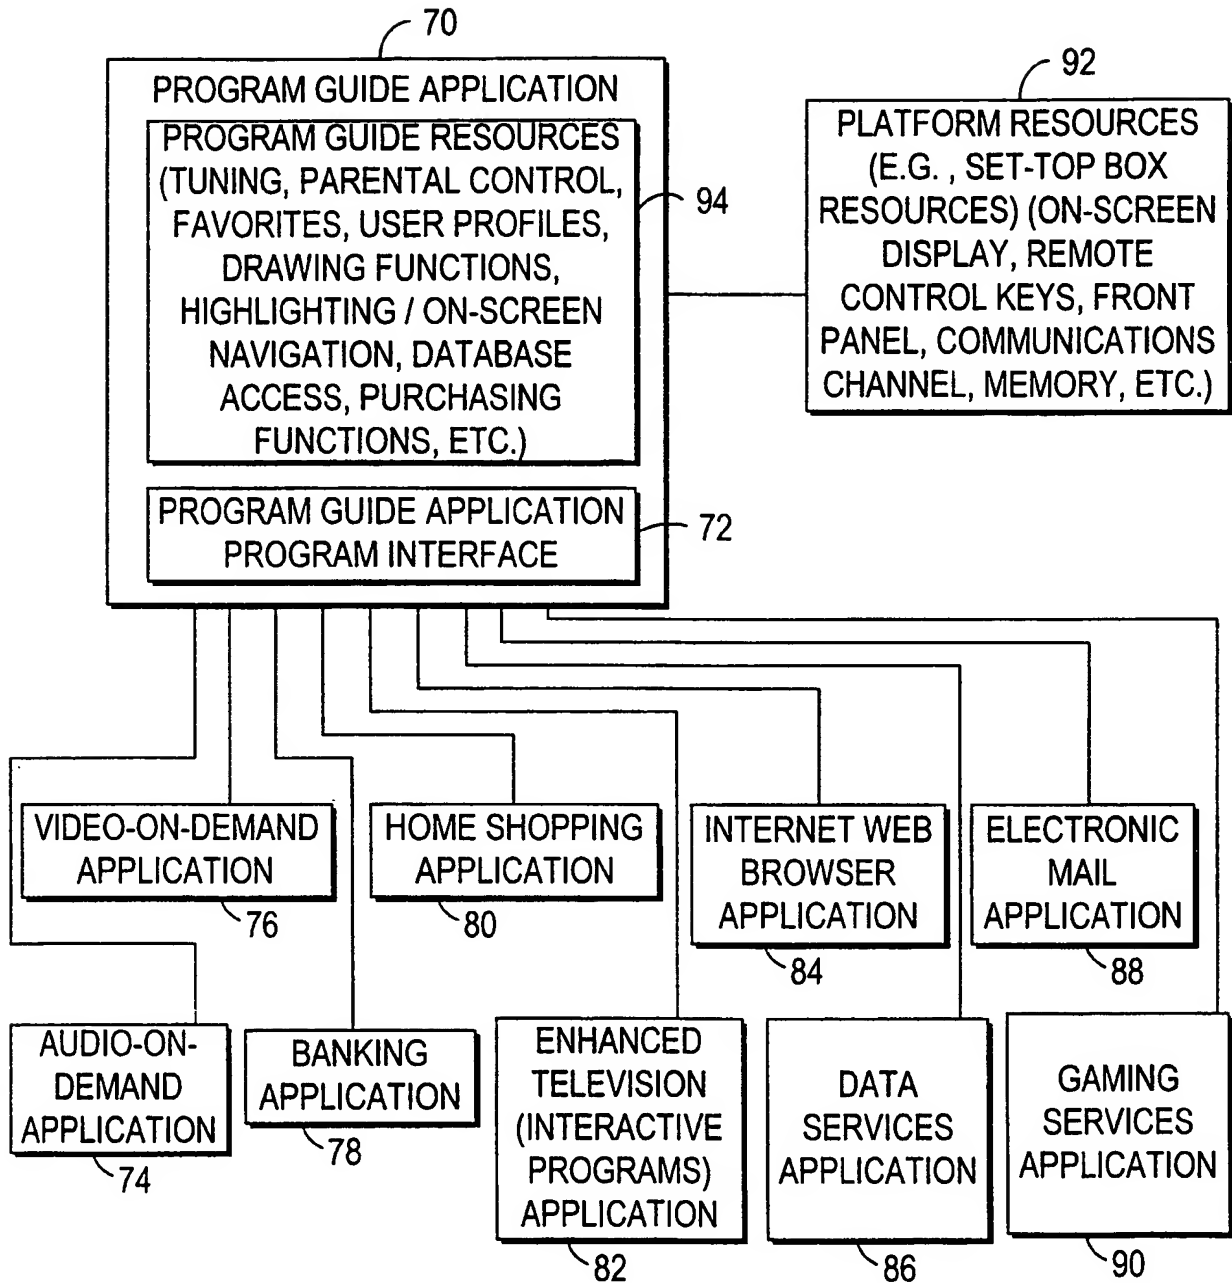 70
PROGRAM GUIDE APPLICATION
PROGRAM GUIDE RESOURCES
(TUNING, PARENTAL CONTROL,
FAVORITES, USER PROFILES,
DRAWING FUNCTIONS,
HIGHLIGHTING / ON-SCREEN
NAVIGATION, DATABASE
ACCESS, PURCHASING
FUNCTIONS, ETC.)
94
PROGRAM GUIDE APPLICATION
PROGRAM INTERFACE
72
92
PLATFORM RESOURCES
(E.G. , SET-TOP BOX
RESOURCES) (ON-SCREEN
DISPLAY, REMOTE
CONTROL KEYS, FRONT
PANEL, COMMUNICATIONS
CHANNEL, MEMORY, ETC.)
VIDEO-ON-DEMAND
APPLICATION
76
HOME SHOPPING
APPLICATION
80
INTERNET WEB
BROWSER
APPLICATION
84
ELECTRONIC
MAIL
APPLICATION
88
AUDIO-ON-
DEMAND
APPLICATION
74
BANKING
APPLICATION
78
ENHANCED
TELEVISION
(INTERACTIVE
PROGRAMS)
APPLICATION
82
DATA
SERVICES
APPLICATION
86
GAMING
SERVICES
APPLICATION
90